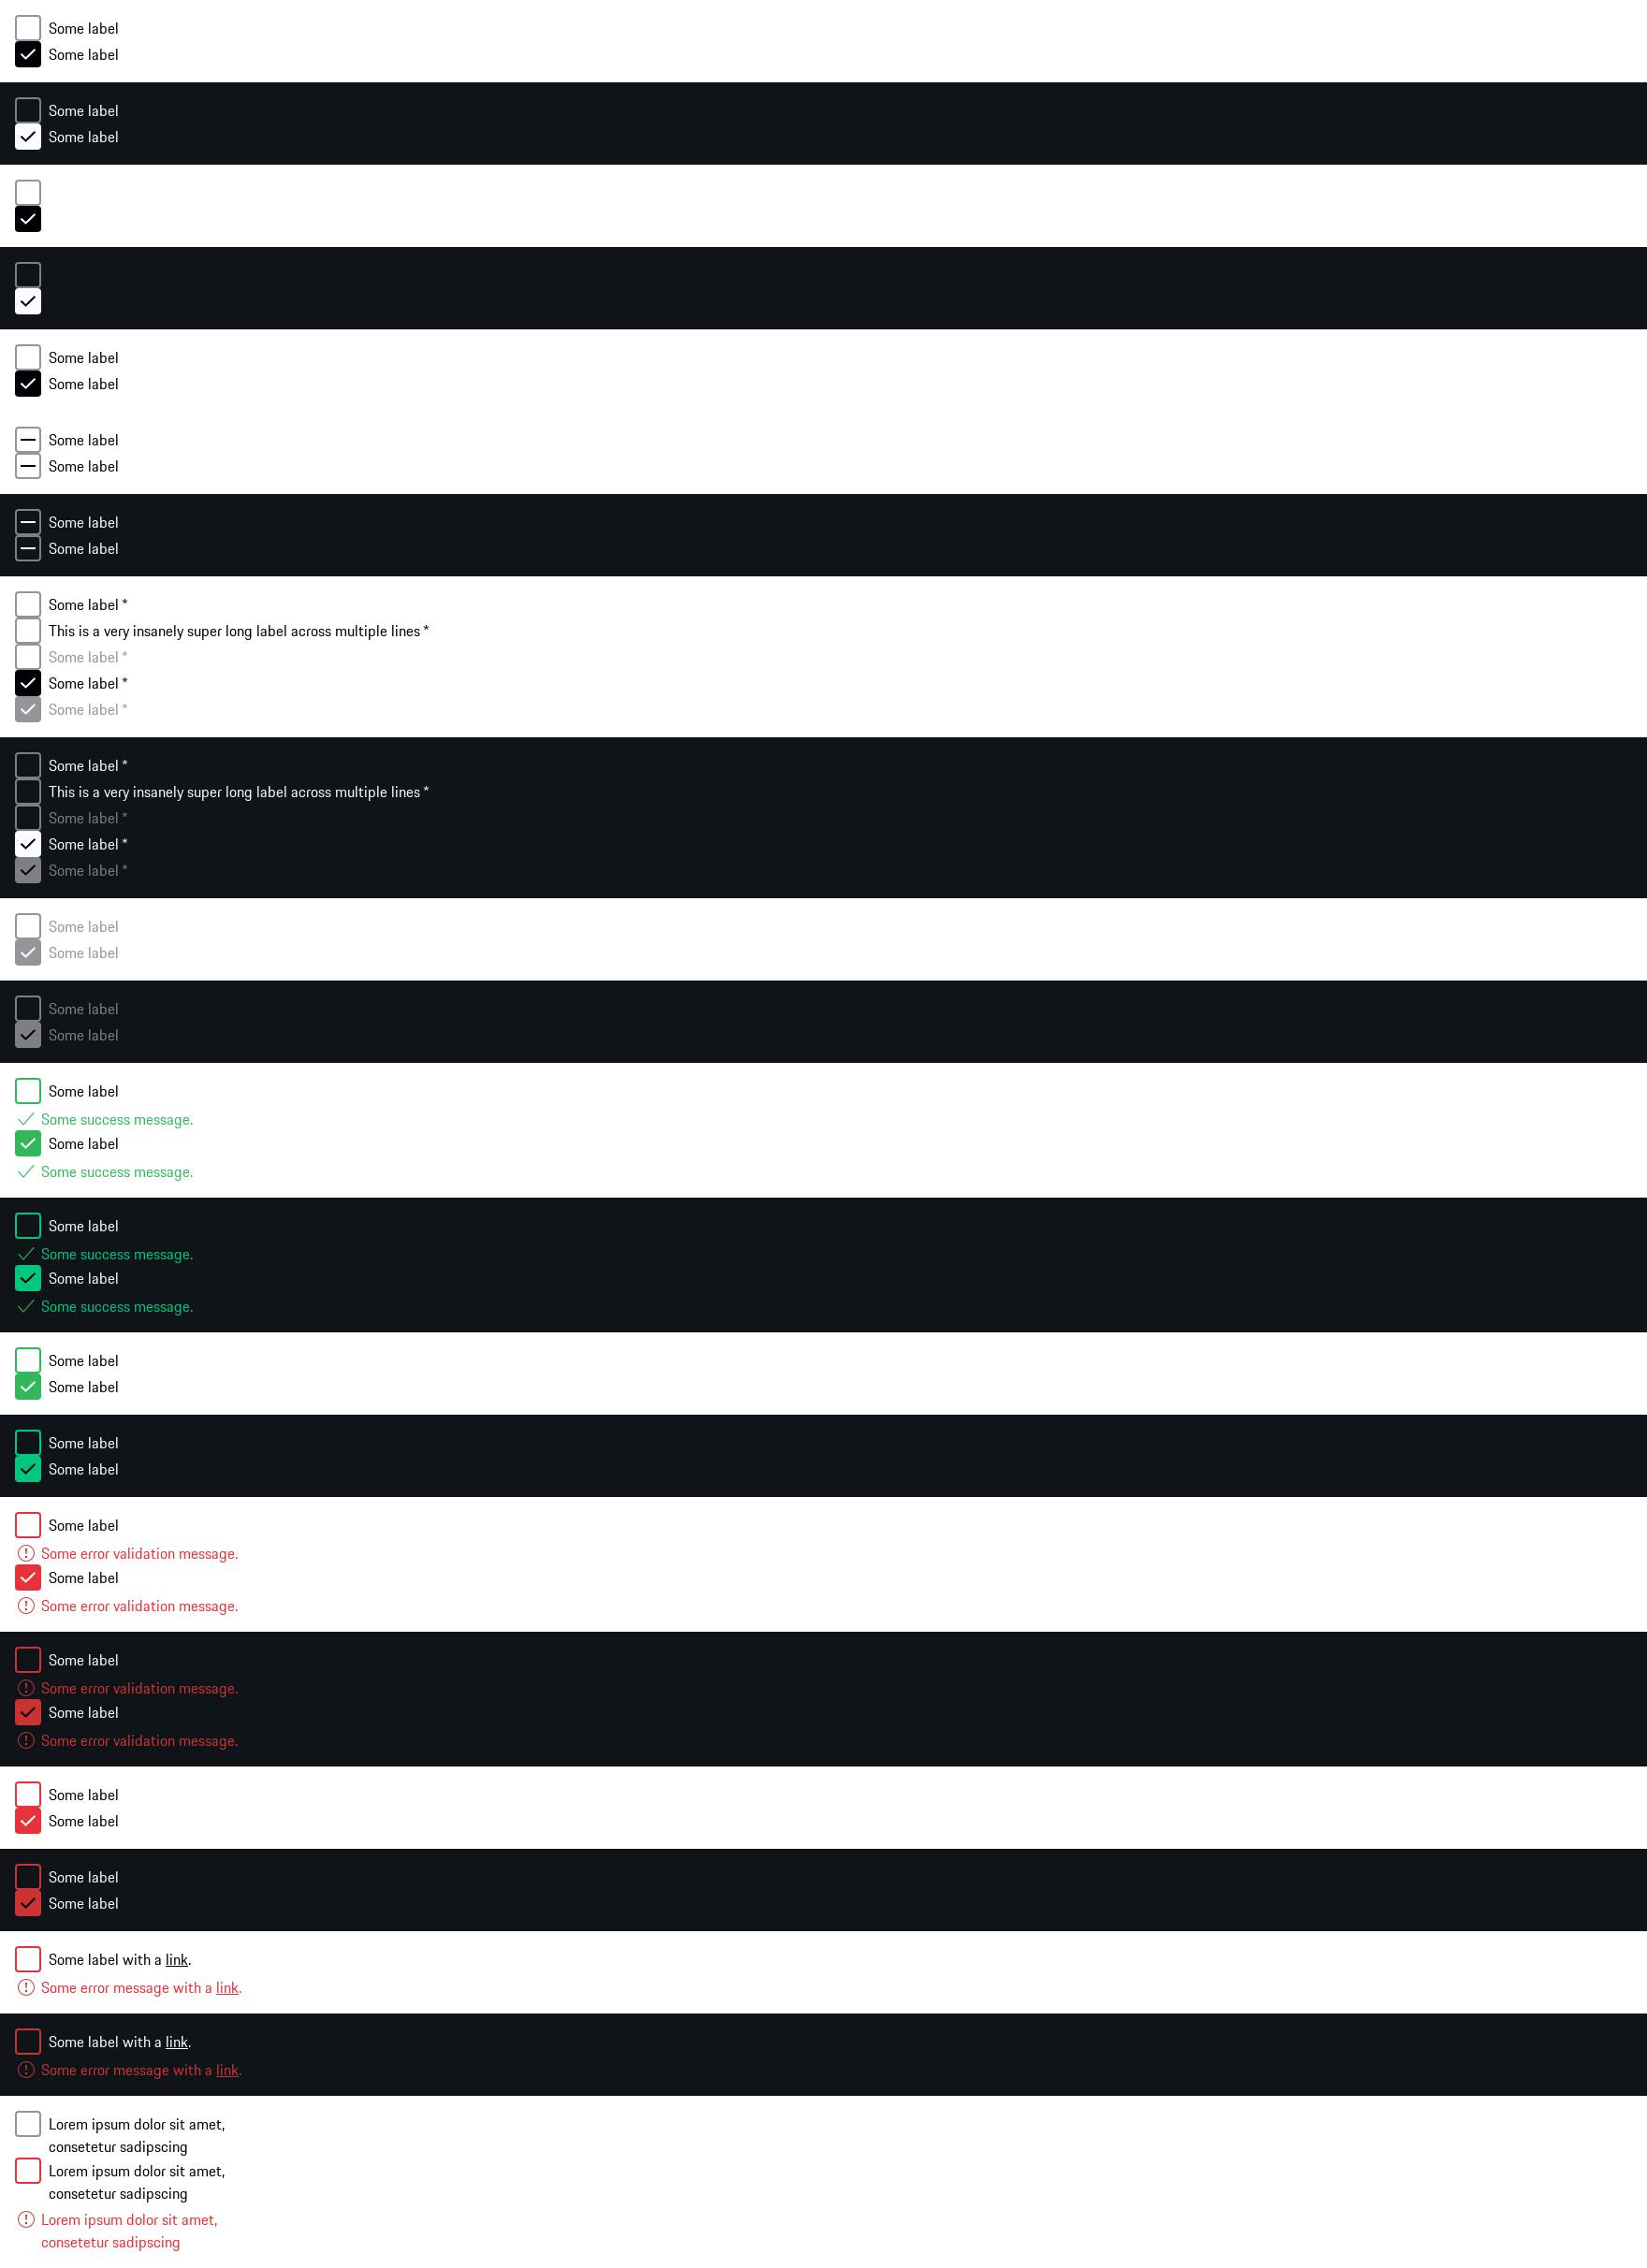 Some label
Some label
Some label
Some label
Some label
Some label
Some label
Some label
Some label
Some label
Some label *
This is a very insanely super long label across multiple lines *
Some label *
Some label *
Some label *
Some label *
This is a very insanely super long label across multiple lines *
Some label *
Some label *
Some label *
Some label
Some label
Some label
Some label
Some label
Some success message.
Some label
Some success message.
Some label
Some success message.
Some label
Some success message.
Some label
Some label
Some label
Some label
Some label
Some error validation message.
Some label
Some error validation message.
Some label
Some error validation message.
Some label
Some error validation message.
Some label
Some label
Some label
Some label
Some label with a link.
Some error message with a link.
Some label with a link.
Some error message with a link.
Lorem ipsum dolor sit amet,
consetetur sadipscing
Lorem ipsum dolor sit amet,
consetetur sadipscing
Lorem ipsum dolor sit amet,
consetetur sadipscing